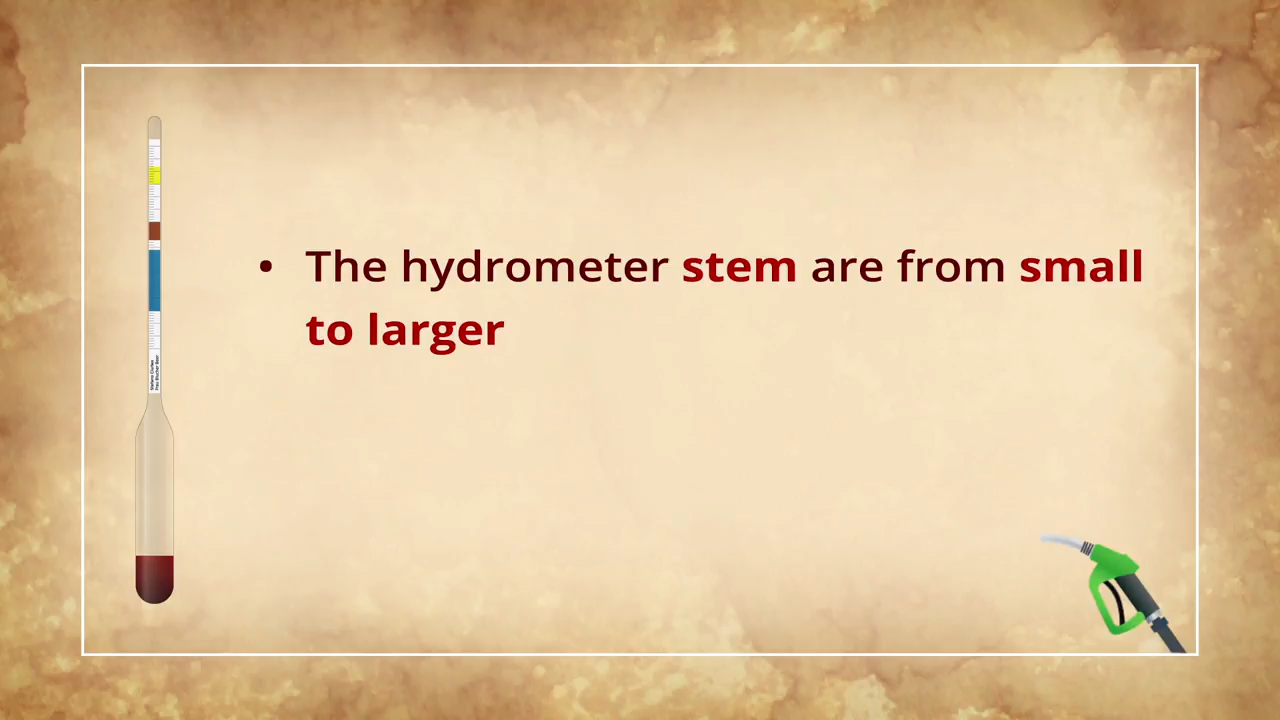 • The hydrometer stem are from small
to larger